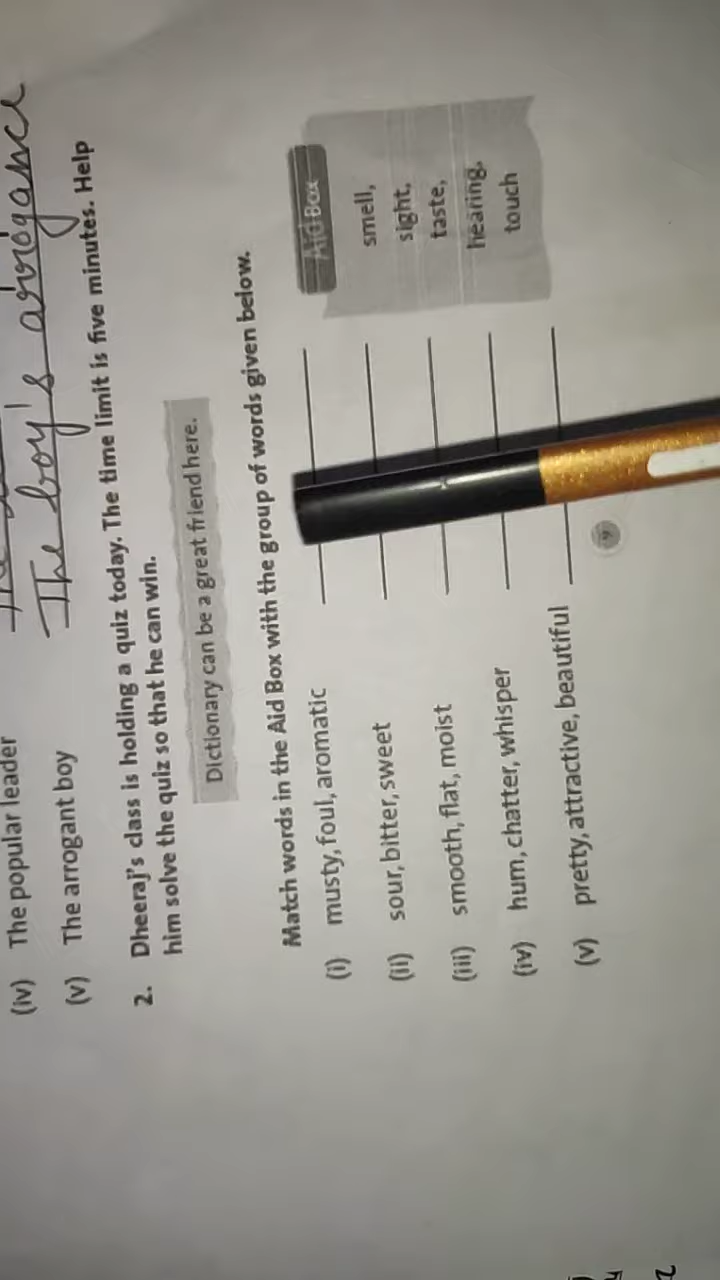 (iv) The popular leader
(v) The arrogant boy The boy's arrogance
2. Dheeraj's class is holding a quiz today. The time limit is five minutes. Help
him solve the quiz so that he can win.
Dictionary can be a great friend here.
Match words in the Aid Box with the group of words given below.
(i) musty, foul, aromatic
(ii) sour, bitter, sweet
(iii) smooth, flat, moist
(iv) hum, chatter, whisper
(v) pretty, attractive, beautiful
Aid Box
smell,
sight,
taste,
hearing,
touch